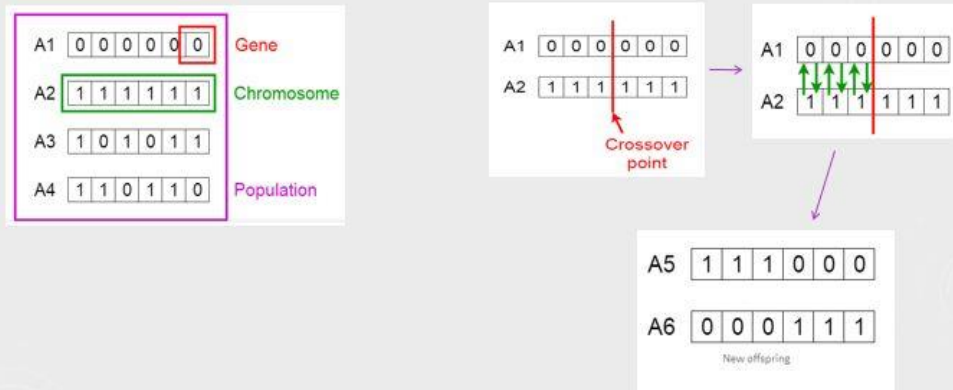 A1 0 0 0 0 0 0 Gene
A2 1 1 1 1 1 1 Chromosome
A3 1 0 1 0 1 1
A4 1 1 0 1 1 0 Population
A1 0 0 0 0 0 0
A2 1 1 1 1 1 1
Crossover
point
A1 0 0 0 0 0 0
A2 1 1 1 1 1 1
A5 1 1 1 0 0 0
A6 0 0 0 1 1 1
New offspring